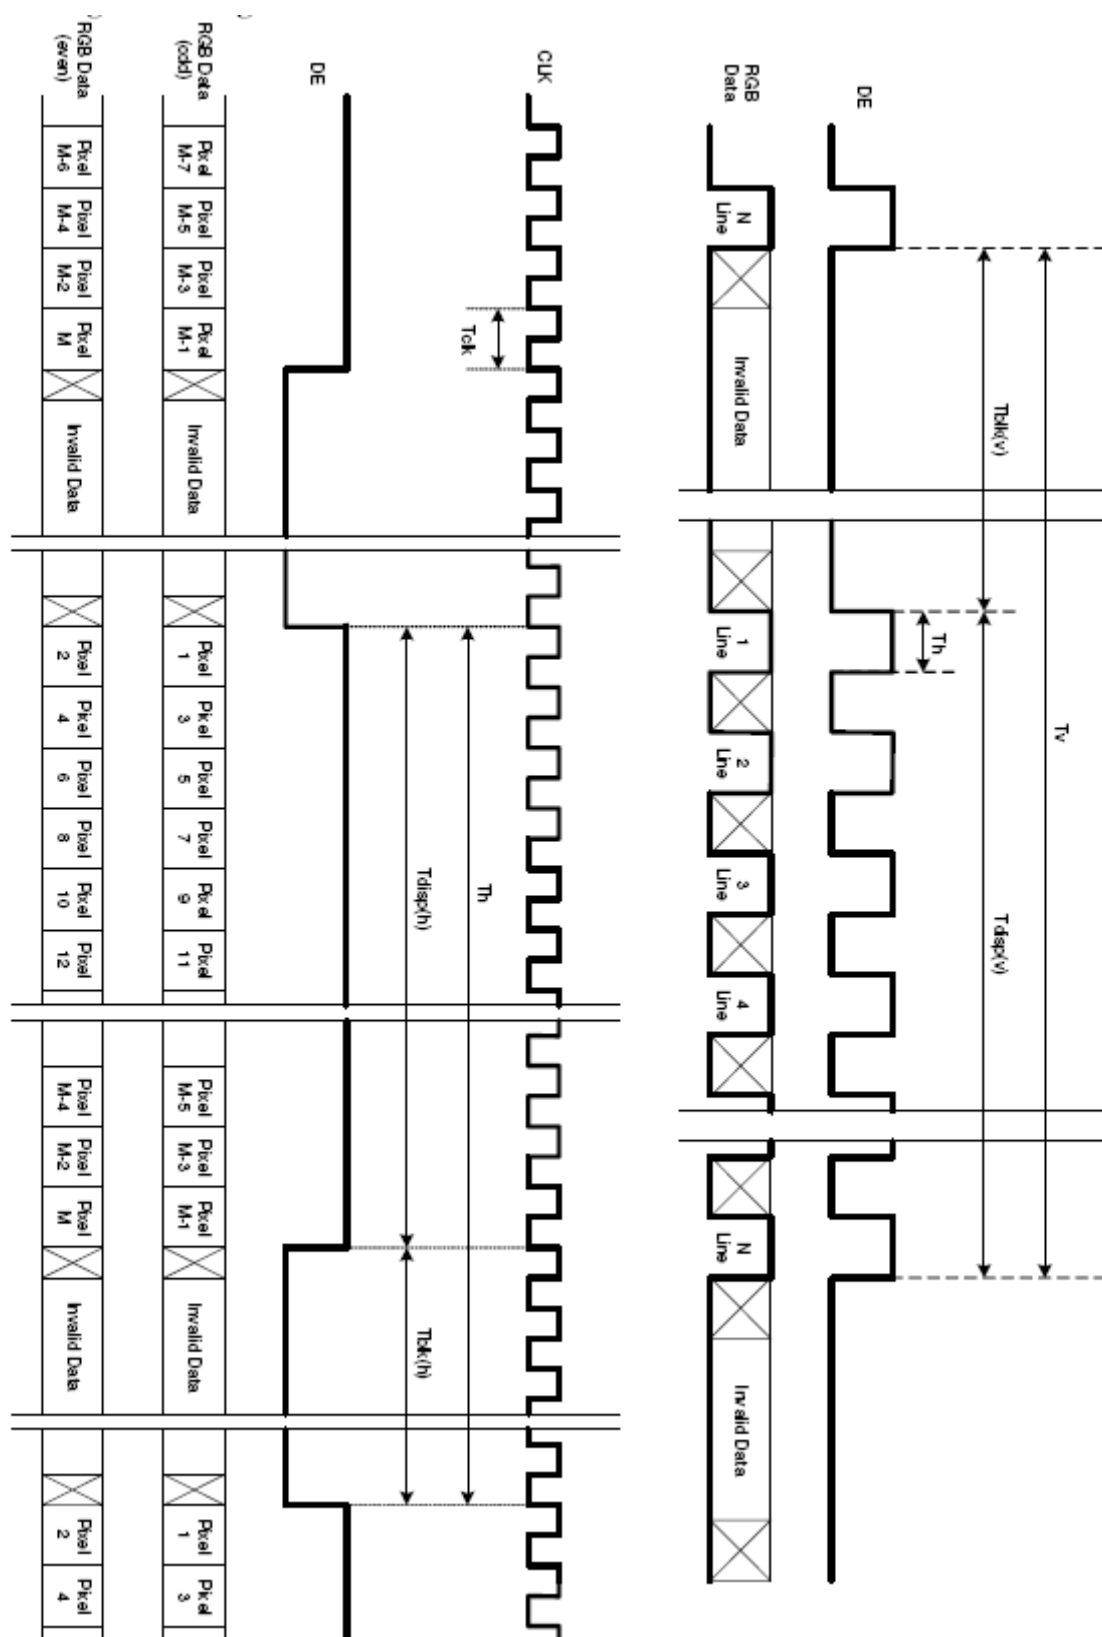 DE
RGB
Data
Line
N
Invalid Data
Line
1
Line
2
Line
3
Line
4
Line
N
Invalid Data
Th
Tblk(v)
Tdisp(v)
Tv
CLK
Tclk
Th
Tdisp(h)
Tblk(h)
DE
RGB Data
(odd)
Pixel
M-7
Pixel
M-5
Pixel
M-3
Pixel
M-1
Invalid Data
Pixel
1
Pixel
3
Pixel
5
Pixel
7
Pixel
9
Pixel
11
Pixel
M-5
Pixel
M-3
Pixel
M-1
Invalid Data
Pixel
1
Pixel
3
RGB Data
(even)
Pixel
M-6
Pixel
M-4
Pixel
M-2
Pixel
M
Invalid Data
Pixel
2
Pixel
4
Pixel
6
Pixel
8
Pixel
10
Pixel
12
Pixel
M-4
Pixel
M-2
Pixel
M
Invalid Data
Pixel
2
Pixel
4